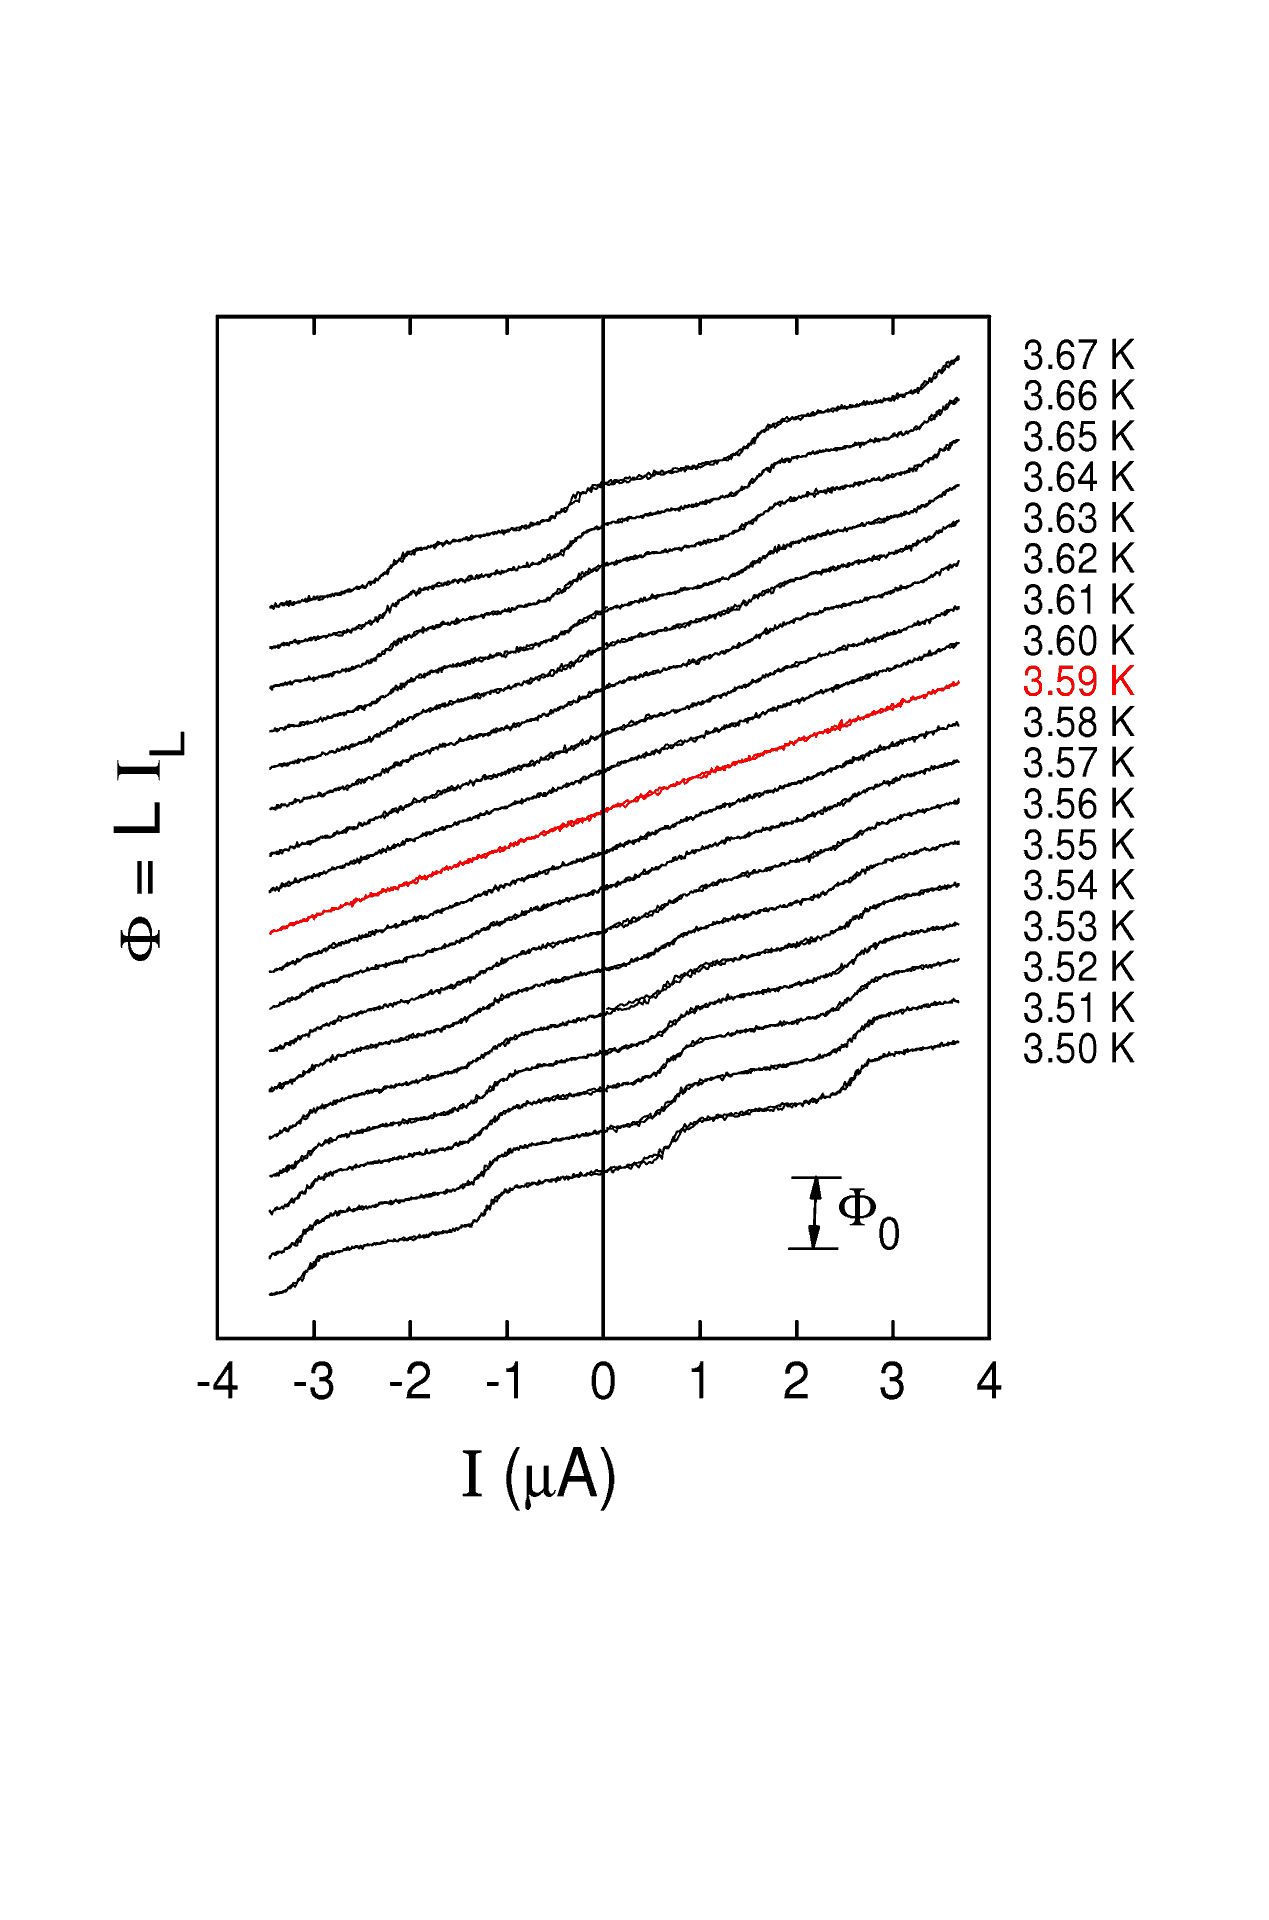 3.67 K
3.66 K
3.65 K
3.64 K
3.63 K
3.62 K
3.61 K
3.60 K
3.59 K
3.58 K
3.57 K
3.56 K
3.55 K
3.54 K
3.53 K
3.52 K
3.51 K
3.50 K
Φ = L I_L
Φ_0
-4 -3 -2 -1 0 1 2 3 4
I (μA)